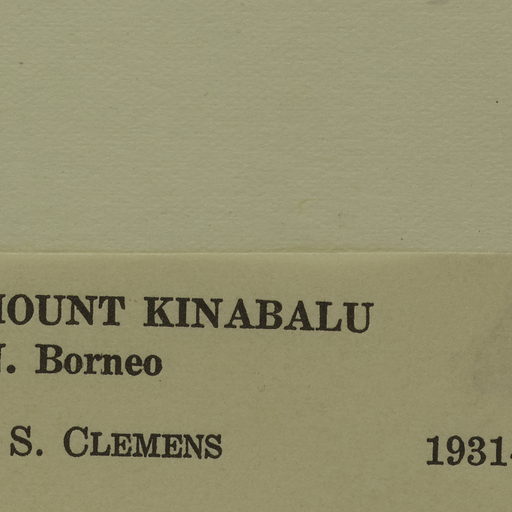 MOUNT KINABALU
N. Borneo
S. CLEMENS 1931-